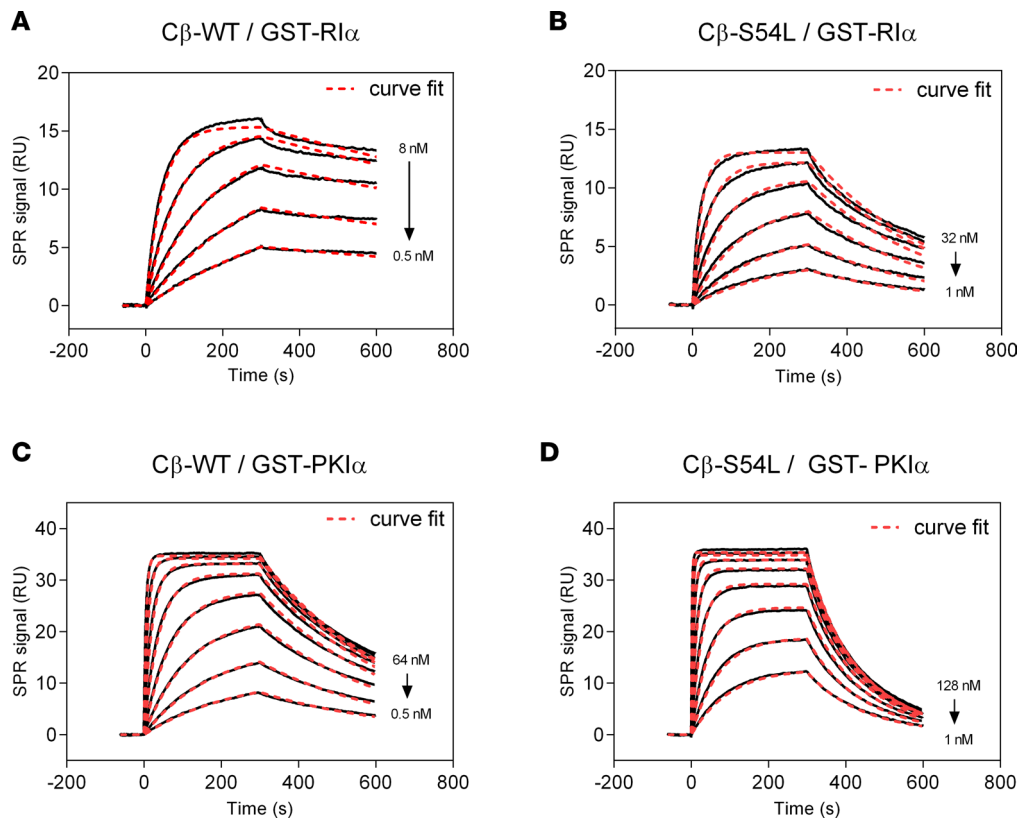 A
Cβ-WT / GST-RIα
20
15
10
5
0
SPR signal (RU)
curve fit
8 nM
0.5 nM
-200 0 200 400 600 800
Time (s)
B
Cβ-S54L / GST-RIα
20
15
10
5
0
SPR signal (RU)
curve fit
32 nM
1 nM
-200 0 200 400 600 800
Time (s)
C
Cβ-WT / GST-PKIα
40
30
20
10
0
SPR signal (RU)
curve fit
64 nM
0.5 nM
-200 0 200 400 600 800
Time (s)
D
Cβ-S54L / GST- PKIα
40
30
20
10
0
SPR signal (RU)
curve fit
128 nM
1 nM
-200 0 200 400 600 800
Time (s)